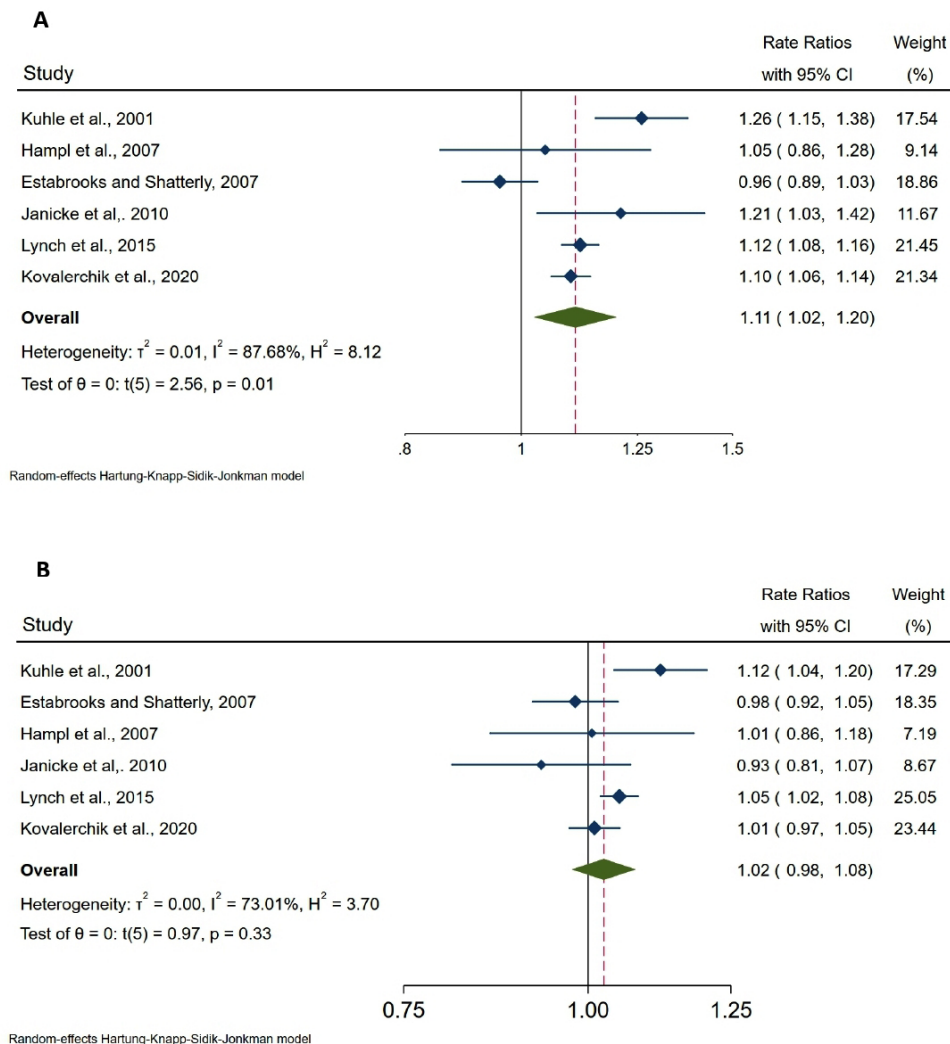 A
Rate Ratios Weight
Study with 95% CI (%)
Kuhle et al., 2001 1.26 ( 1.15, 1.38) 17.54
Hampl et al., 2007 1.05 ( 0.86, 1.28) 9.14
Estabrooks and Shatterly, 2007 0.96 ( 0.89, 1.03) 18.86
Janicke et al,. 2010 1.21 ( 1.03, 1.42) 11.67
Lynch et al., 2015 1.12 ( 1.08, 1.16) 21.45
Kovalerchik et al., 2020 1.10 ( 1.06, 1.14) 21.34
Overall 1.11 ( 1.02, 1.20)
Heterogeneity: τ² = 0.01, I² = 87.68%, H² = 8.12
Test of θ = 0: t(5) = 2.56, p = 0.01
.8 1 1.25 1.5
Random-effects Hartung-Knapp-Sidik-Jonkman model
B
Rate Ratios Weight
Study with 95% CI (%)
Kuhle et al., 2001 1.12 ( 1.04, 1.20) 17.29
Estabrooks and Shatterly, 2007 0.98 ( 0.92, 1.05) 18.35
Hampl et al., 2007 1.01 ( 0.86, 1.18) 7.19
Janicke et al,. 2010 0.93 ( 0.81, 1.07) 8.67
Lynch et al., 2015 1.05 ( 1.02, 1.08) 25.05
Kovalerchik et al., 2020 1.01 ( 0.97, 1.05) 23.44
Overall 1.02 ( 0.98, 1.08)
Heterogeneity: τ² = 0.00, I² = 73.01%, H² = 3.70
Test of θ = 0: t(5) = 0.97, p = 0.33
0.75 1.00 1.25
Random-effects Hartung-Knapp-Sidik-Jonkman model